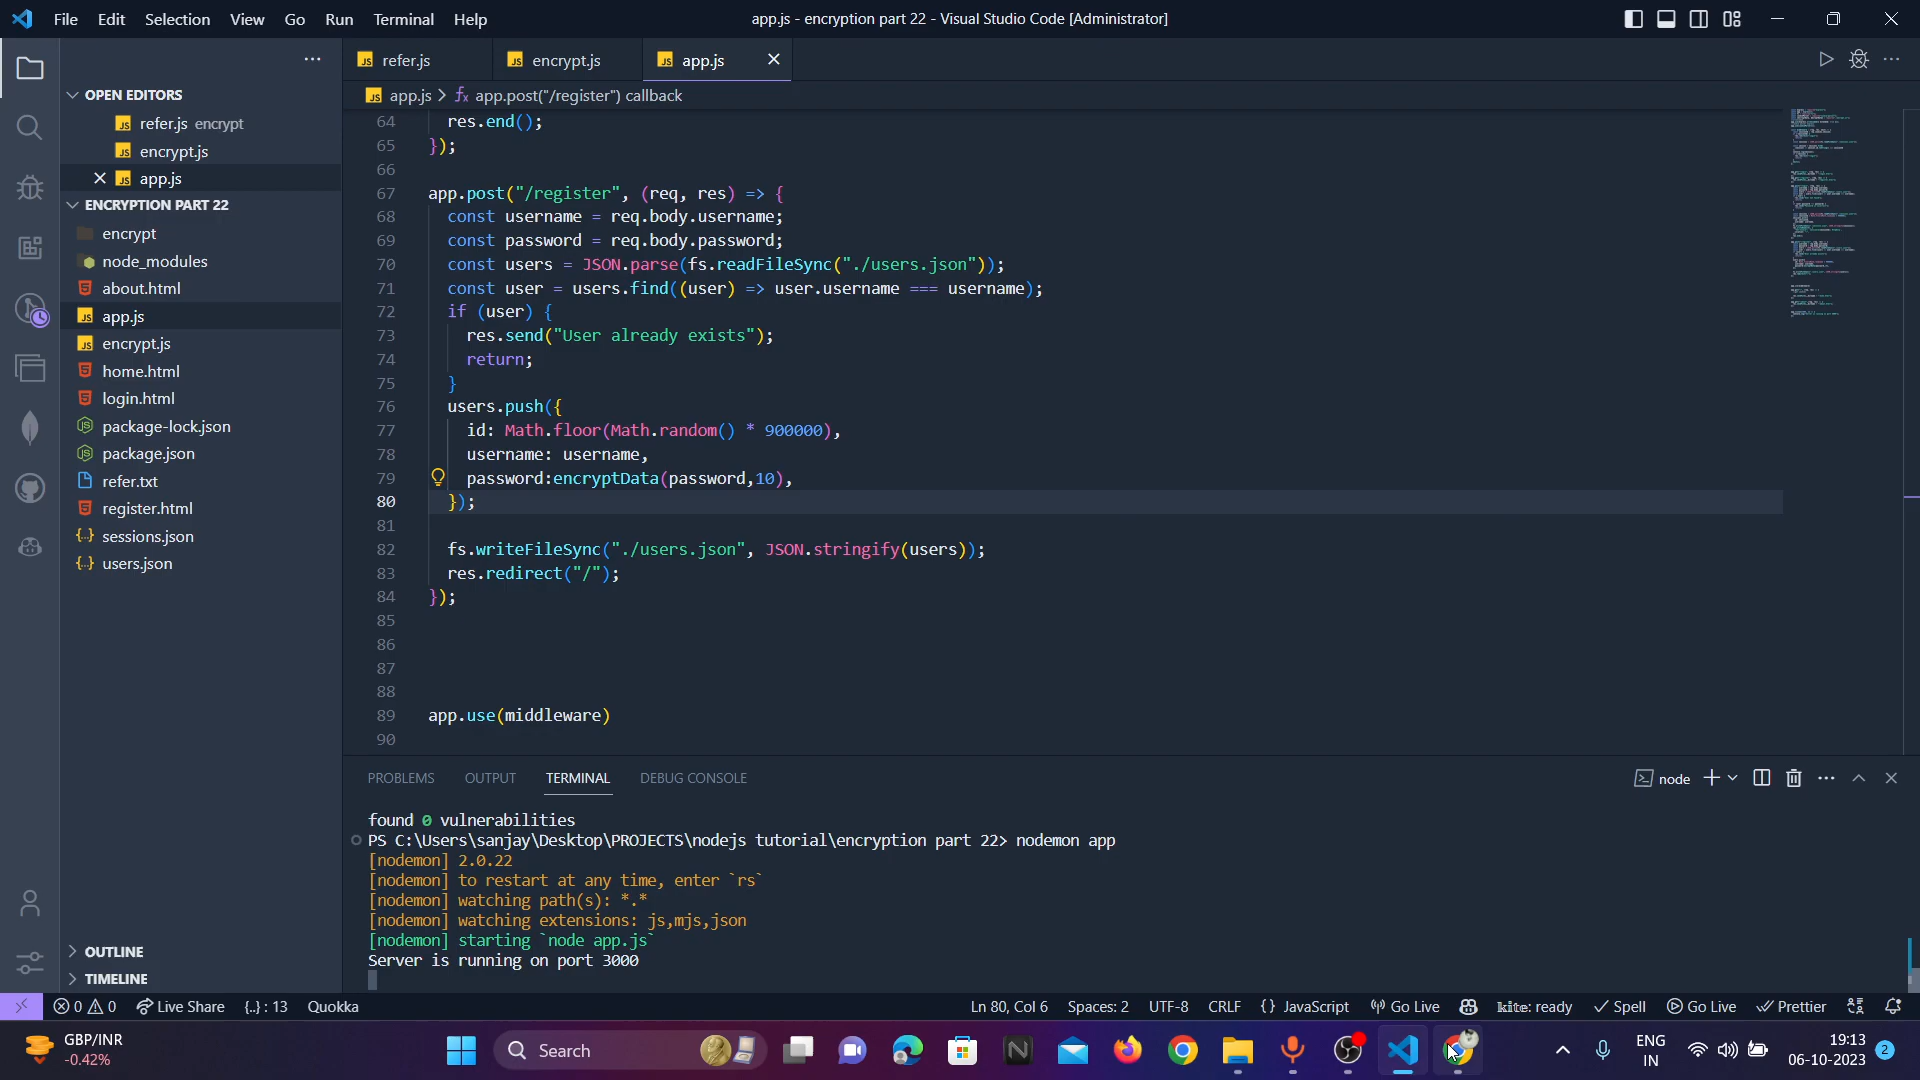 File Edit Selection View Go Run Terminal Help
app.js - encryption part 22 - Visual Studio Code [Administrator]
OPEN EDITORS
refer.js encrypt
encrypt.js
app.js
ENCRYPTION PART 22
encrypt
node_modules
about.html
app.js
encrypt.js
home.html
login.html
package-lock.json
package.json
refer.txt
register.html
sessions.json
users.json
OUTLINE
TIMELINE
refer.js encrypt.js app.js
app.js > app.post("/register") callback
64 res.end();
65 });
66
67 app.post("/register", (req, res) => {
68 const username = req.body.username;
69 const password = req.body.password;
70 const users = JSON.parse(fs.readFileSync("./users.json"));
71 const user = users.find((user) => user.username === username);
72 if (user) {
73 res.send("User already exists");
74 return;
75 }
76 users.push({
77 id: Math.floor(Math.random() * 900000),
78 username: username,
79 password:encryptData(password,10),
80 });
81
82 fs.writeFileSync("./users.json", JSON.stringify(users));
83 res.redirect("/");
84 });
85
86
87
88
89 app.use(middleware)
90
PROBLEMS OUTPUT TERMINAL DEBUG CONSOLE
node
found 0 vulnerabilities
PS C:\Users\sanjay\Desktop\PROJECTS\nodejs tutorial\encryption part 22> nodemon app
[nodemon] 2.0.22
[nodemon] to restart at any time, enter `rs`
[nodemon] watching path(s): *.*
[nodemon] watching extensions: js,mjs,json
[nodemon] starting `node app.js`
Server is running on port 3000
0 0 Live Share {..} : 13 Quokka
Ln 80, Col 6 Spaces: 2 UTF-8 CRLF {} JavaScript Go Live kite: ready Spell Go Live Prettier
GBP/INR
-0.42%
Search
ENG
IN
19:13
06-10-2023
2